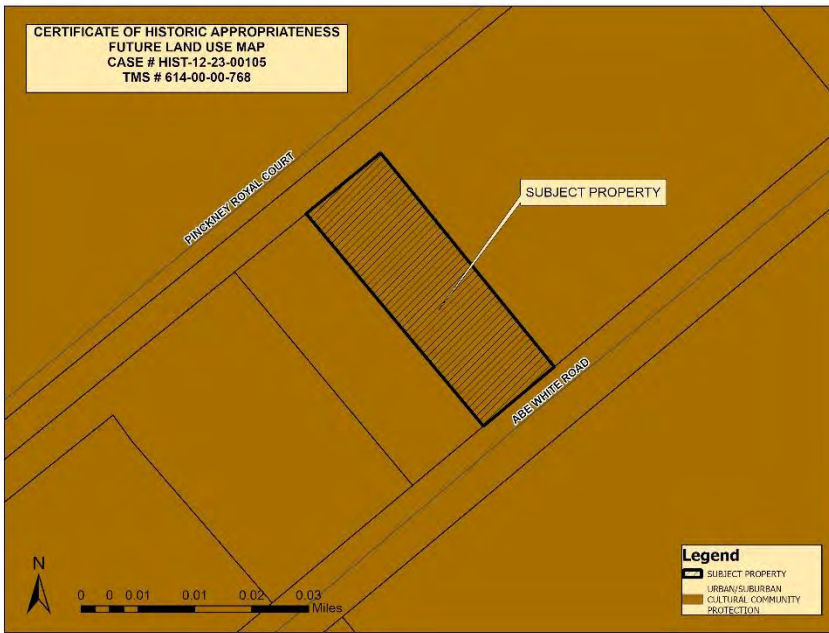 CERTIFICATE OF HISTORIC APPROPRIATENESS
FUTURE LAND USE MAP
CASE # HIST-12-23-00105
TMS # 614-00-00-768
PINCKNEY ROYAL COURT
SUBJECT PROPERTY
ABE WHITE ROAD
N
0 0 0.01 0.01 0.02 0.03
Miles
Legend
SUBJECT PROPERTY
URBAN/SUBURBAN
CULTURAL COMMUNITY
PROTECTION